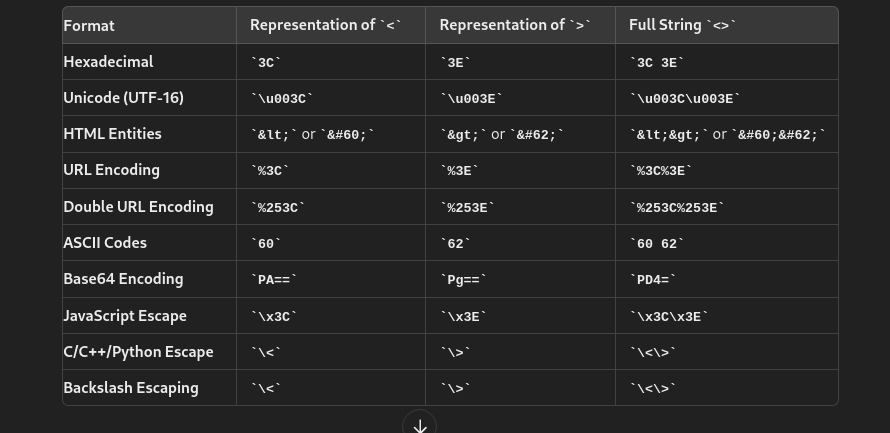 Format Representation of `<` Representation of `>` Full String `<>`
Hexadecimal `3C` `3E` `3C 3E`
Unicode (UTF-16) `\u003C` `\u003E` `\u003C\u003E`
HTML Entities `&lt;` or `&#60;` `&gt;` or `&#62;` `&lt;&gt;` or `&#60;&#62;`
URL Encoding `%3C` `%3E` `%3C%3E`
Double URL Encoding `%253C` `%253E` `%253C%253E`
ASCII Codes `60` `62` `60 62`
Base64 Encoding `PA==` `Pg==` `PD4=`
JavaScript Escape `\x3C` `\x3E` `\x3C\x3E`
C/C++/Python Escape `\<` `\>` `\<\>`
Backslash Escaping `\<` `\>` `\<\>`